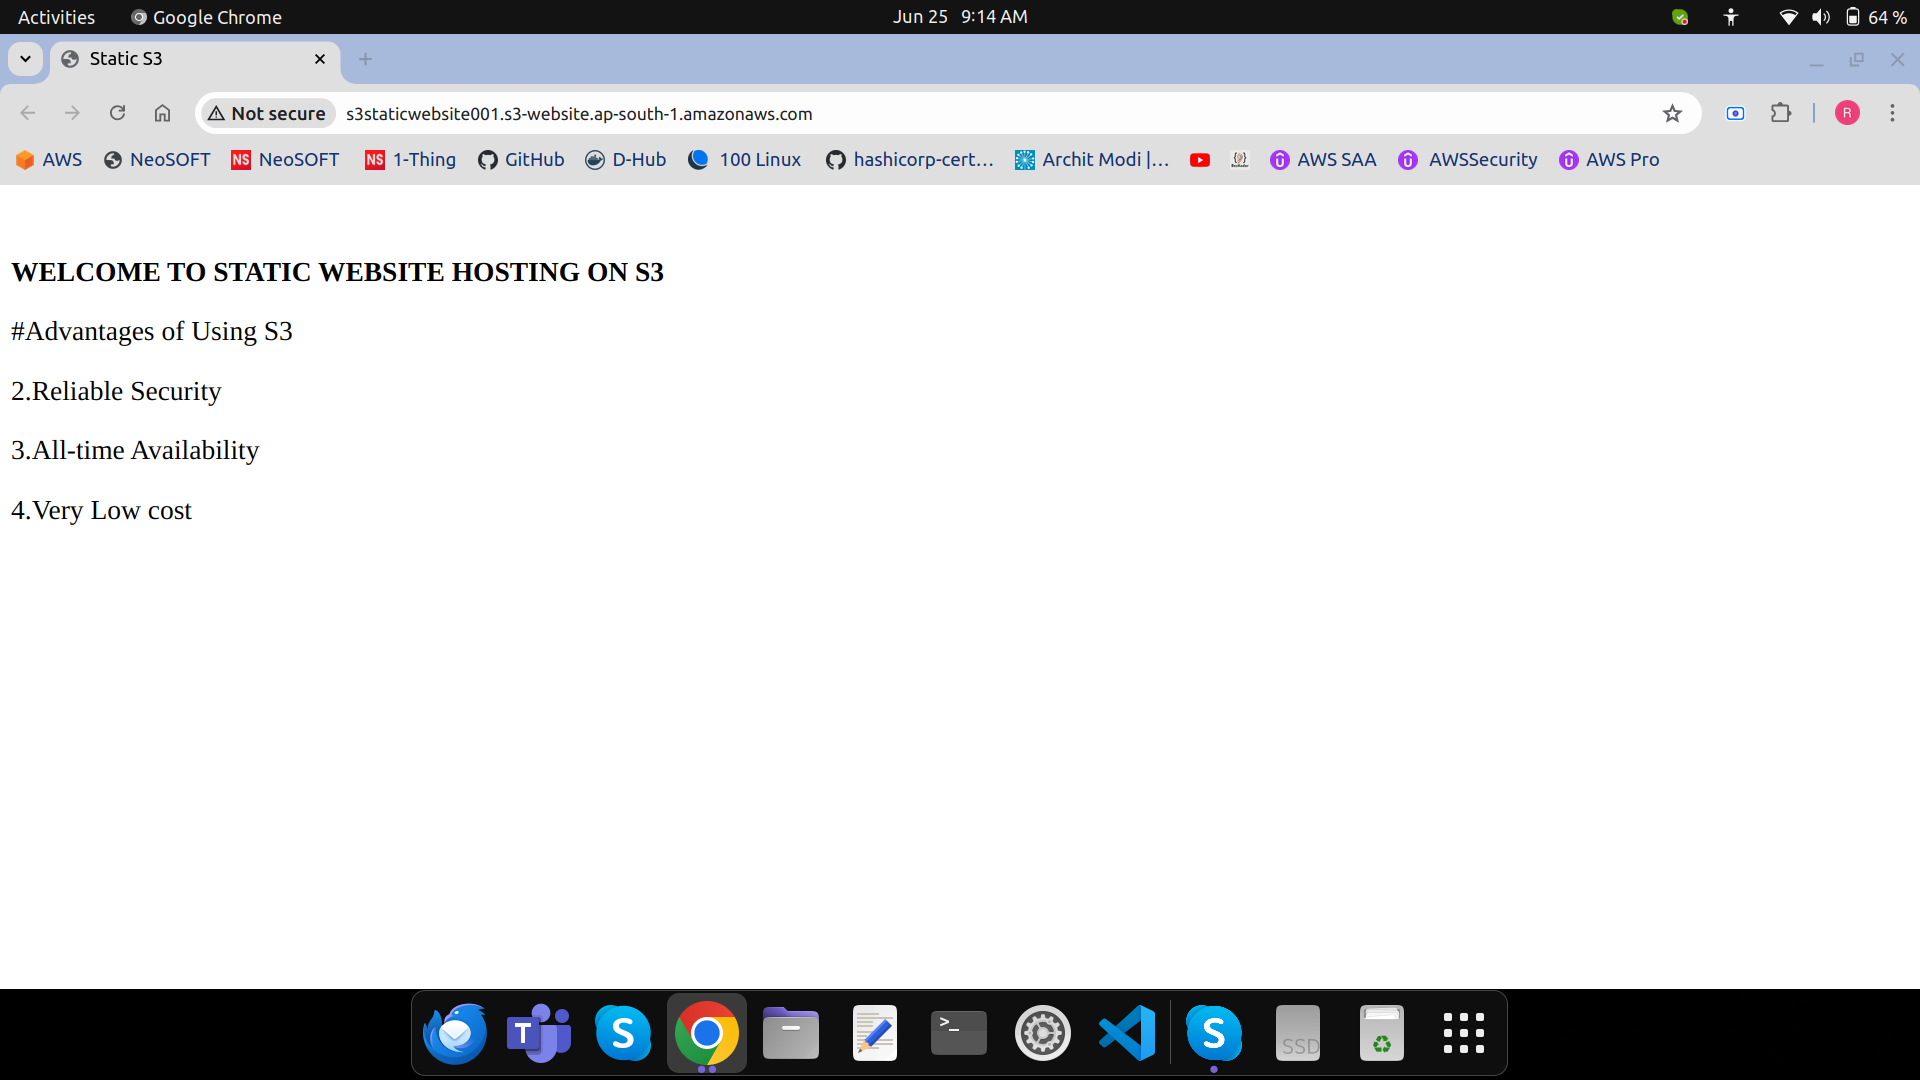 Activities
Google Chrome
Jun 25 9:14 AM
64 %
Static S3
Not secure
s3staticwebsite001.s3-website.ap-south-1.amazonaws.com
R
AWS
NeoSOFT
NS NeoSOFT
NS 1-Thing
GitHub
D-Hub
100 Linux
hashicorp-cert...
Archit Modi |...
AWS SAA
AWSSecurity
AWS Pro
WELCOME TO STATIC WEBSITE HOSTING ON S3
#Advantages of Using S3
2.Reliable Security
3.All-time Availability
4.Very Low cost
T
S
>_
S
SSD